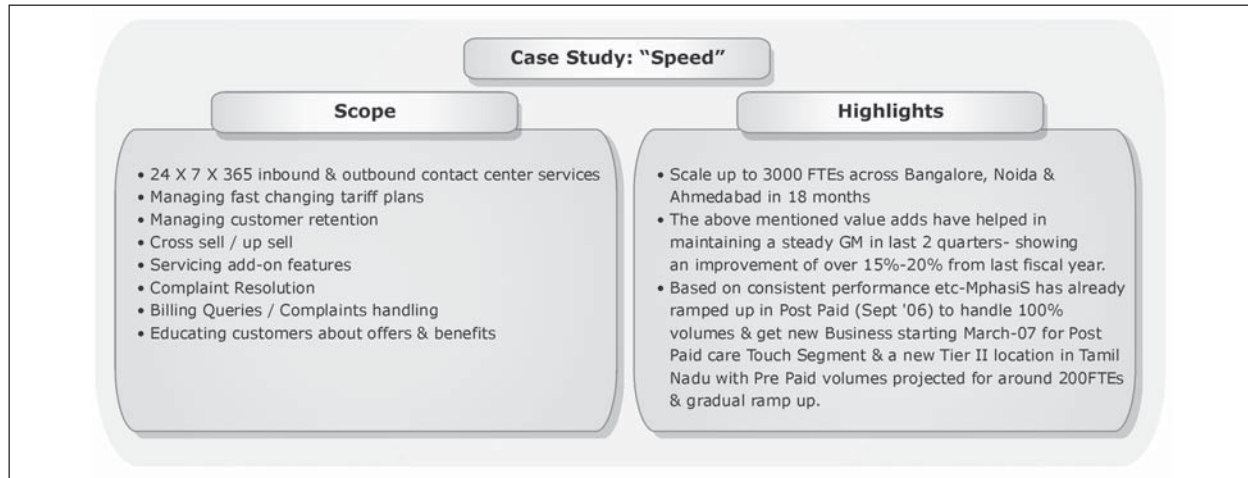 Case Study: “Speed”
Scope
• 24 X 7 X 365 inbound & outbound contact center services
• Managing fast changing tariff plans
• Managing customer retention
• Cross sell / up sell
• Servicing add-on features
• Complaint Resolution
• Billing Queries / Complaints handling
• Educating customers about offers & benefits
Highlights
• Scale up to 3000 FTEs across Bangalore, Noida &
Ahmedabad in 18 months
• The above mentioned value adds have helped in
maintaining a steady GM in last 2 quarters- showing
an improvement of over 15%-20% from last fiscal year.
• Based on consistent performance etc-MphasiS has already
ramped up in Post Paid (Sept '06) to handle 100%
volumes & get new Business starting March-07 for Post
Paid care Touch Segment & a new Tier II location in Tamil
Nadu with Pre Paid volumes projected for around 200FTEs
& gradual ramp up.